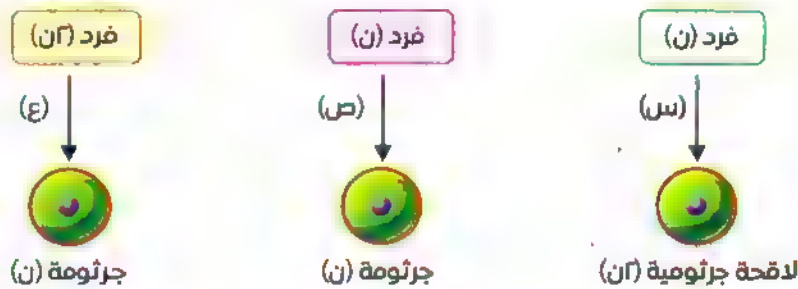 فرد (ن)
فرد (ن)
فرد (٢ن)
(س)
(ص)
(ع)
لاقحة جرثومية (٢ن)
جرثومة (ن)
جرثومة (ن)